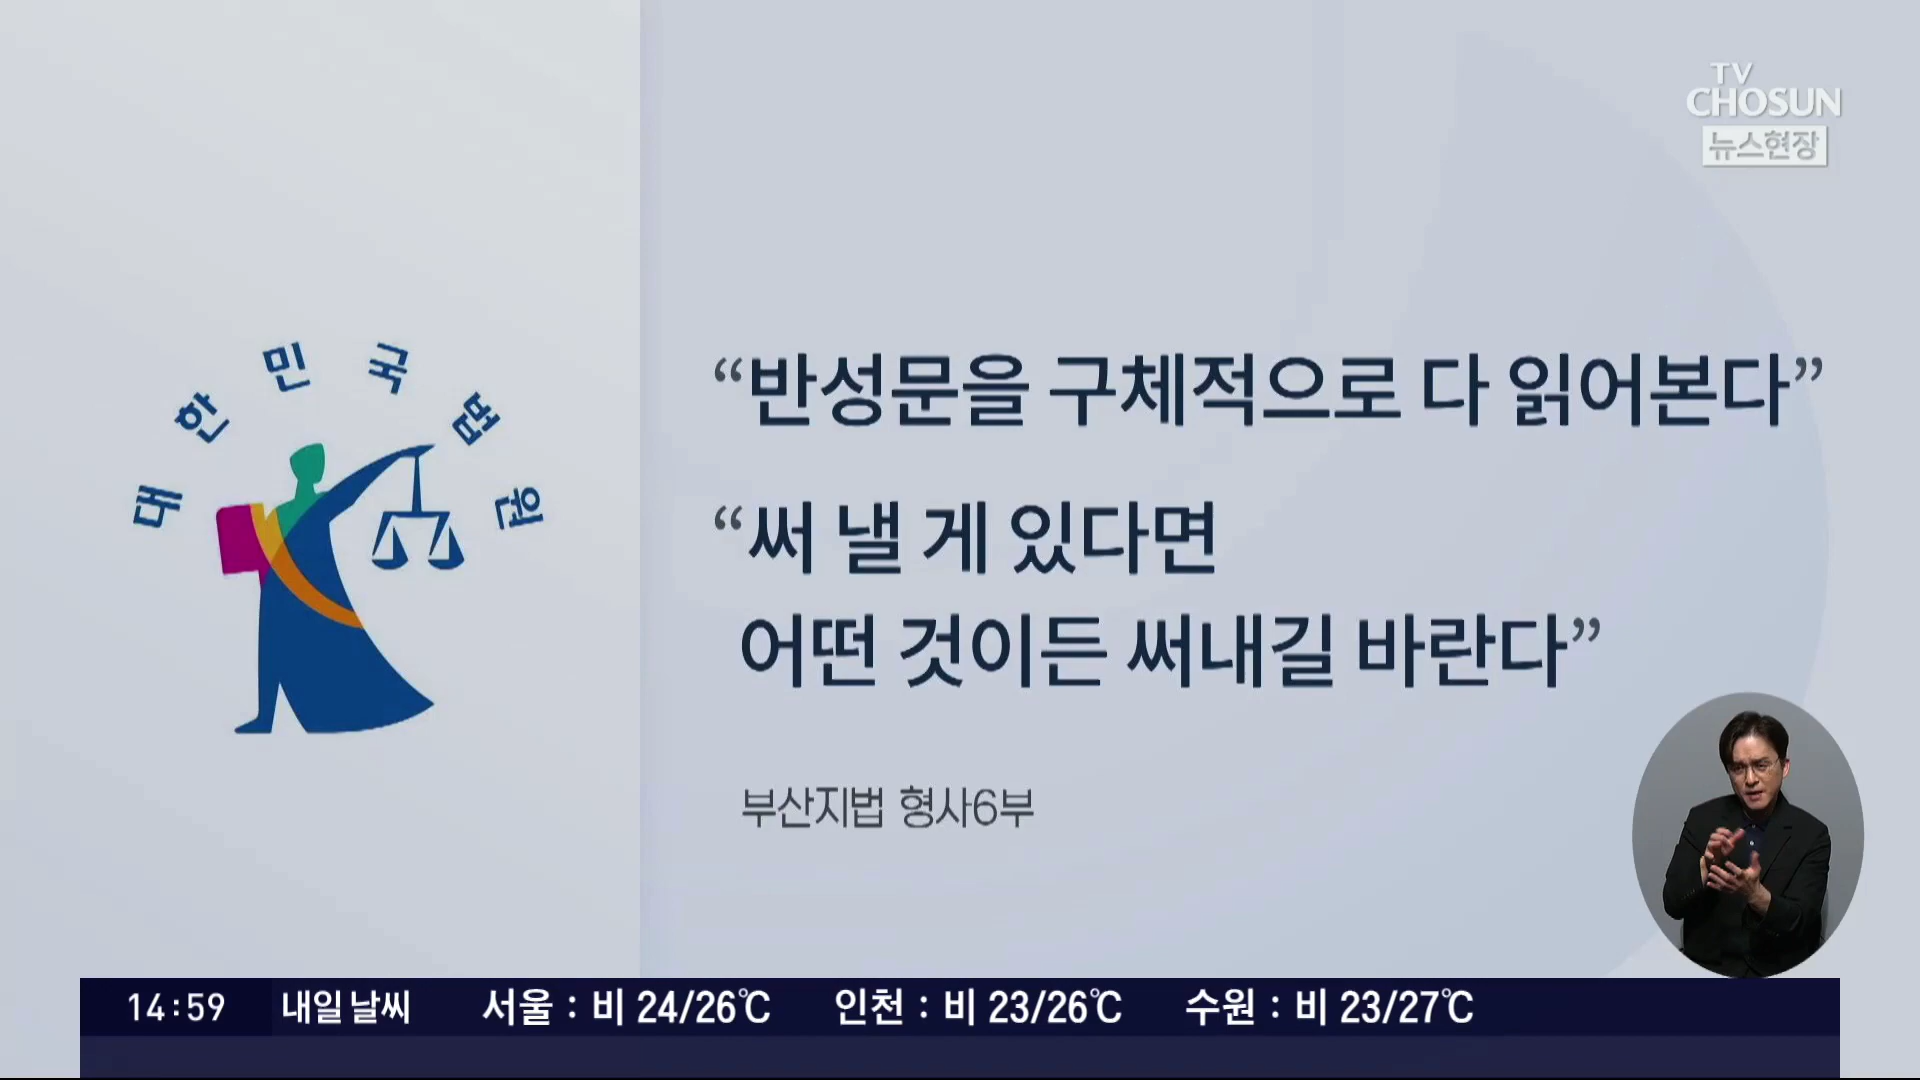 TV
CHOSUN
뉴스현장
대한민국법원
“반성문을 구체적으로 다 읽어본다”
“써 낼 게 있다면
어떤 것이든 써내길 바란다”
부산지법 형사6부
14:59 내일 날씨 서울 : 비 24/26℃ 인천 : 비 23/26℃ 수원 : 비 23/27℃